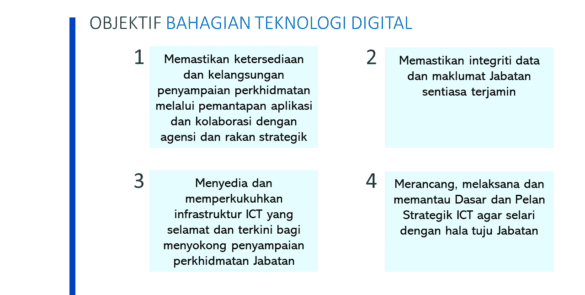 OBJEKTIF BAHAGIAN TEKNOLOGI DIGITAL
1
Memastikan ketersediaan
dan kelangsungan
penyampaian perkhidmatan
melalui pemantapan aplikasi
dan kolaborasi dengan
agensi dan rakan strategik
2
Memastikan integriti data
dan maklumat Jabatan
sentiasa terjamin
3
Menyedia dan
memperkukuhkan
infrastruktur ICT yang
selamat dan terkini bagi
menyokong penyampaian
perkhidmatan Jabatan
4
Merancang, melaksana dan
memantau Dasar dan Pelan
Strategik ICT agar selari
dengan hala tuju Jabatan